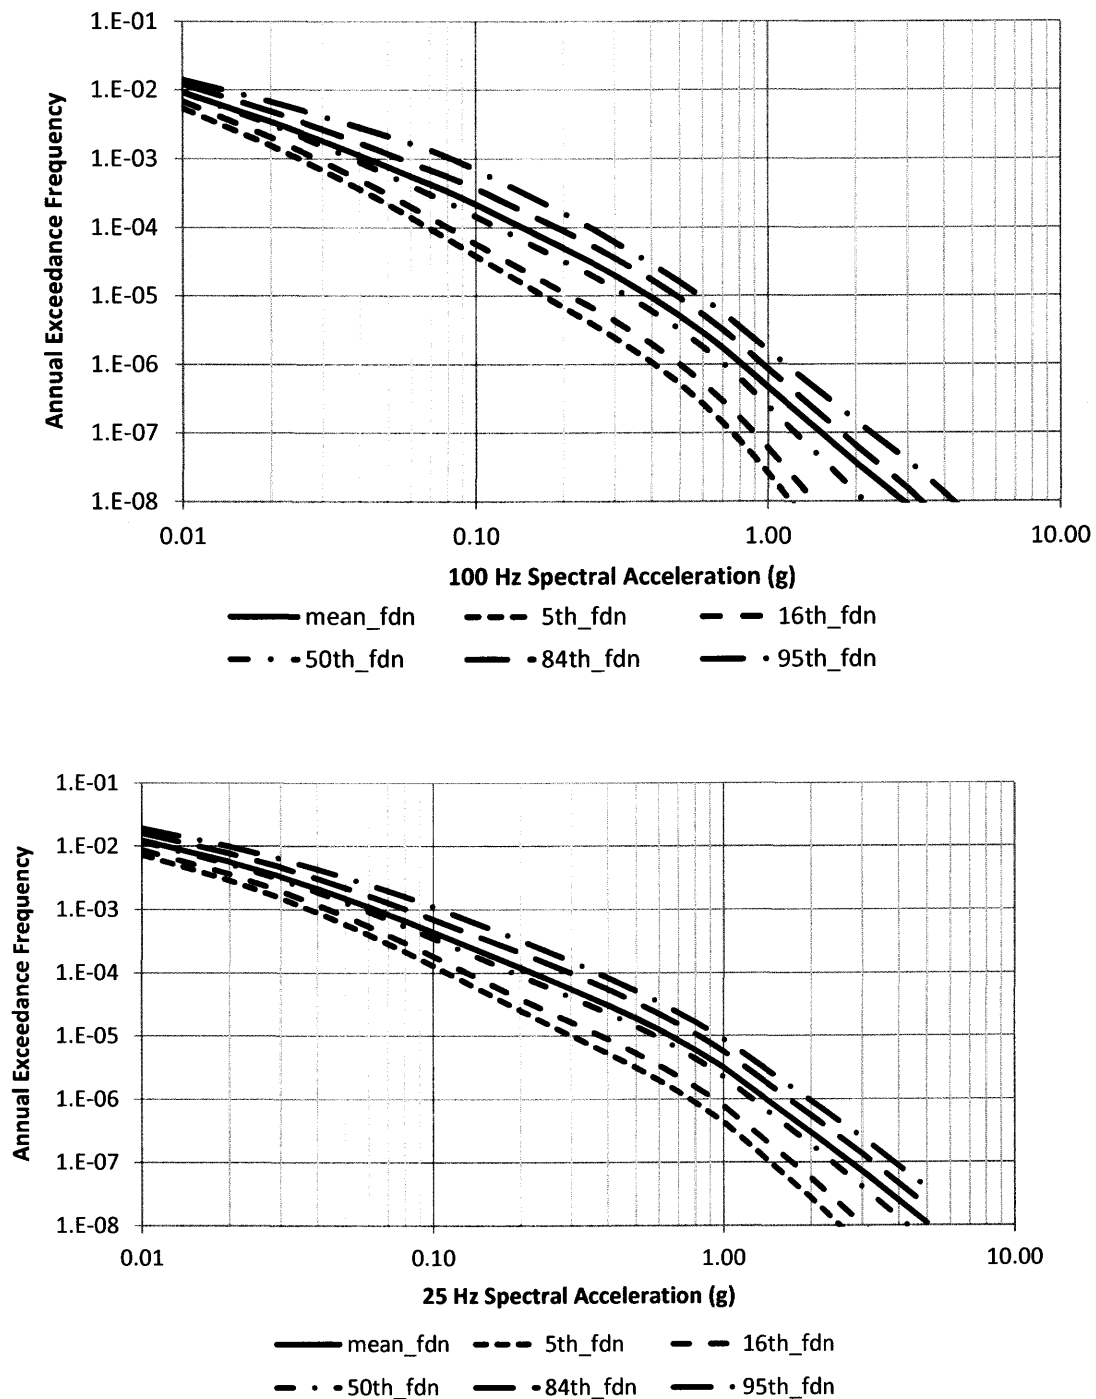 1.E-01
1.E-02
1.E-03
1.E-04
1.E-05
1.E-06
1.E-07
1.E-08
Annual Exceedance Frequency
0.01 0.10 1.00 10.00
100 Hz Spectral Acceleration (g)
mean_fdn 5th_fdn 16th_fdn
50th_fdn 84th_fdn 95th_fdn
1.E-01
1.E-02
1.E-03
1.E-04
1.E-05
1.E-06
1.E-07
1.E-08
Annual Exceedance Frequency
0.01 0.10 1.00 10.00
25 Hz Spectral Acceleration (g)
mean_fdn 5th_fdn 16th_fdn
50th_fdn 84th_fdn 95th_fdn